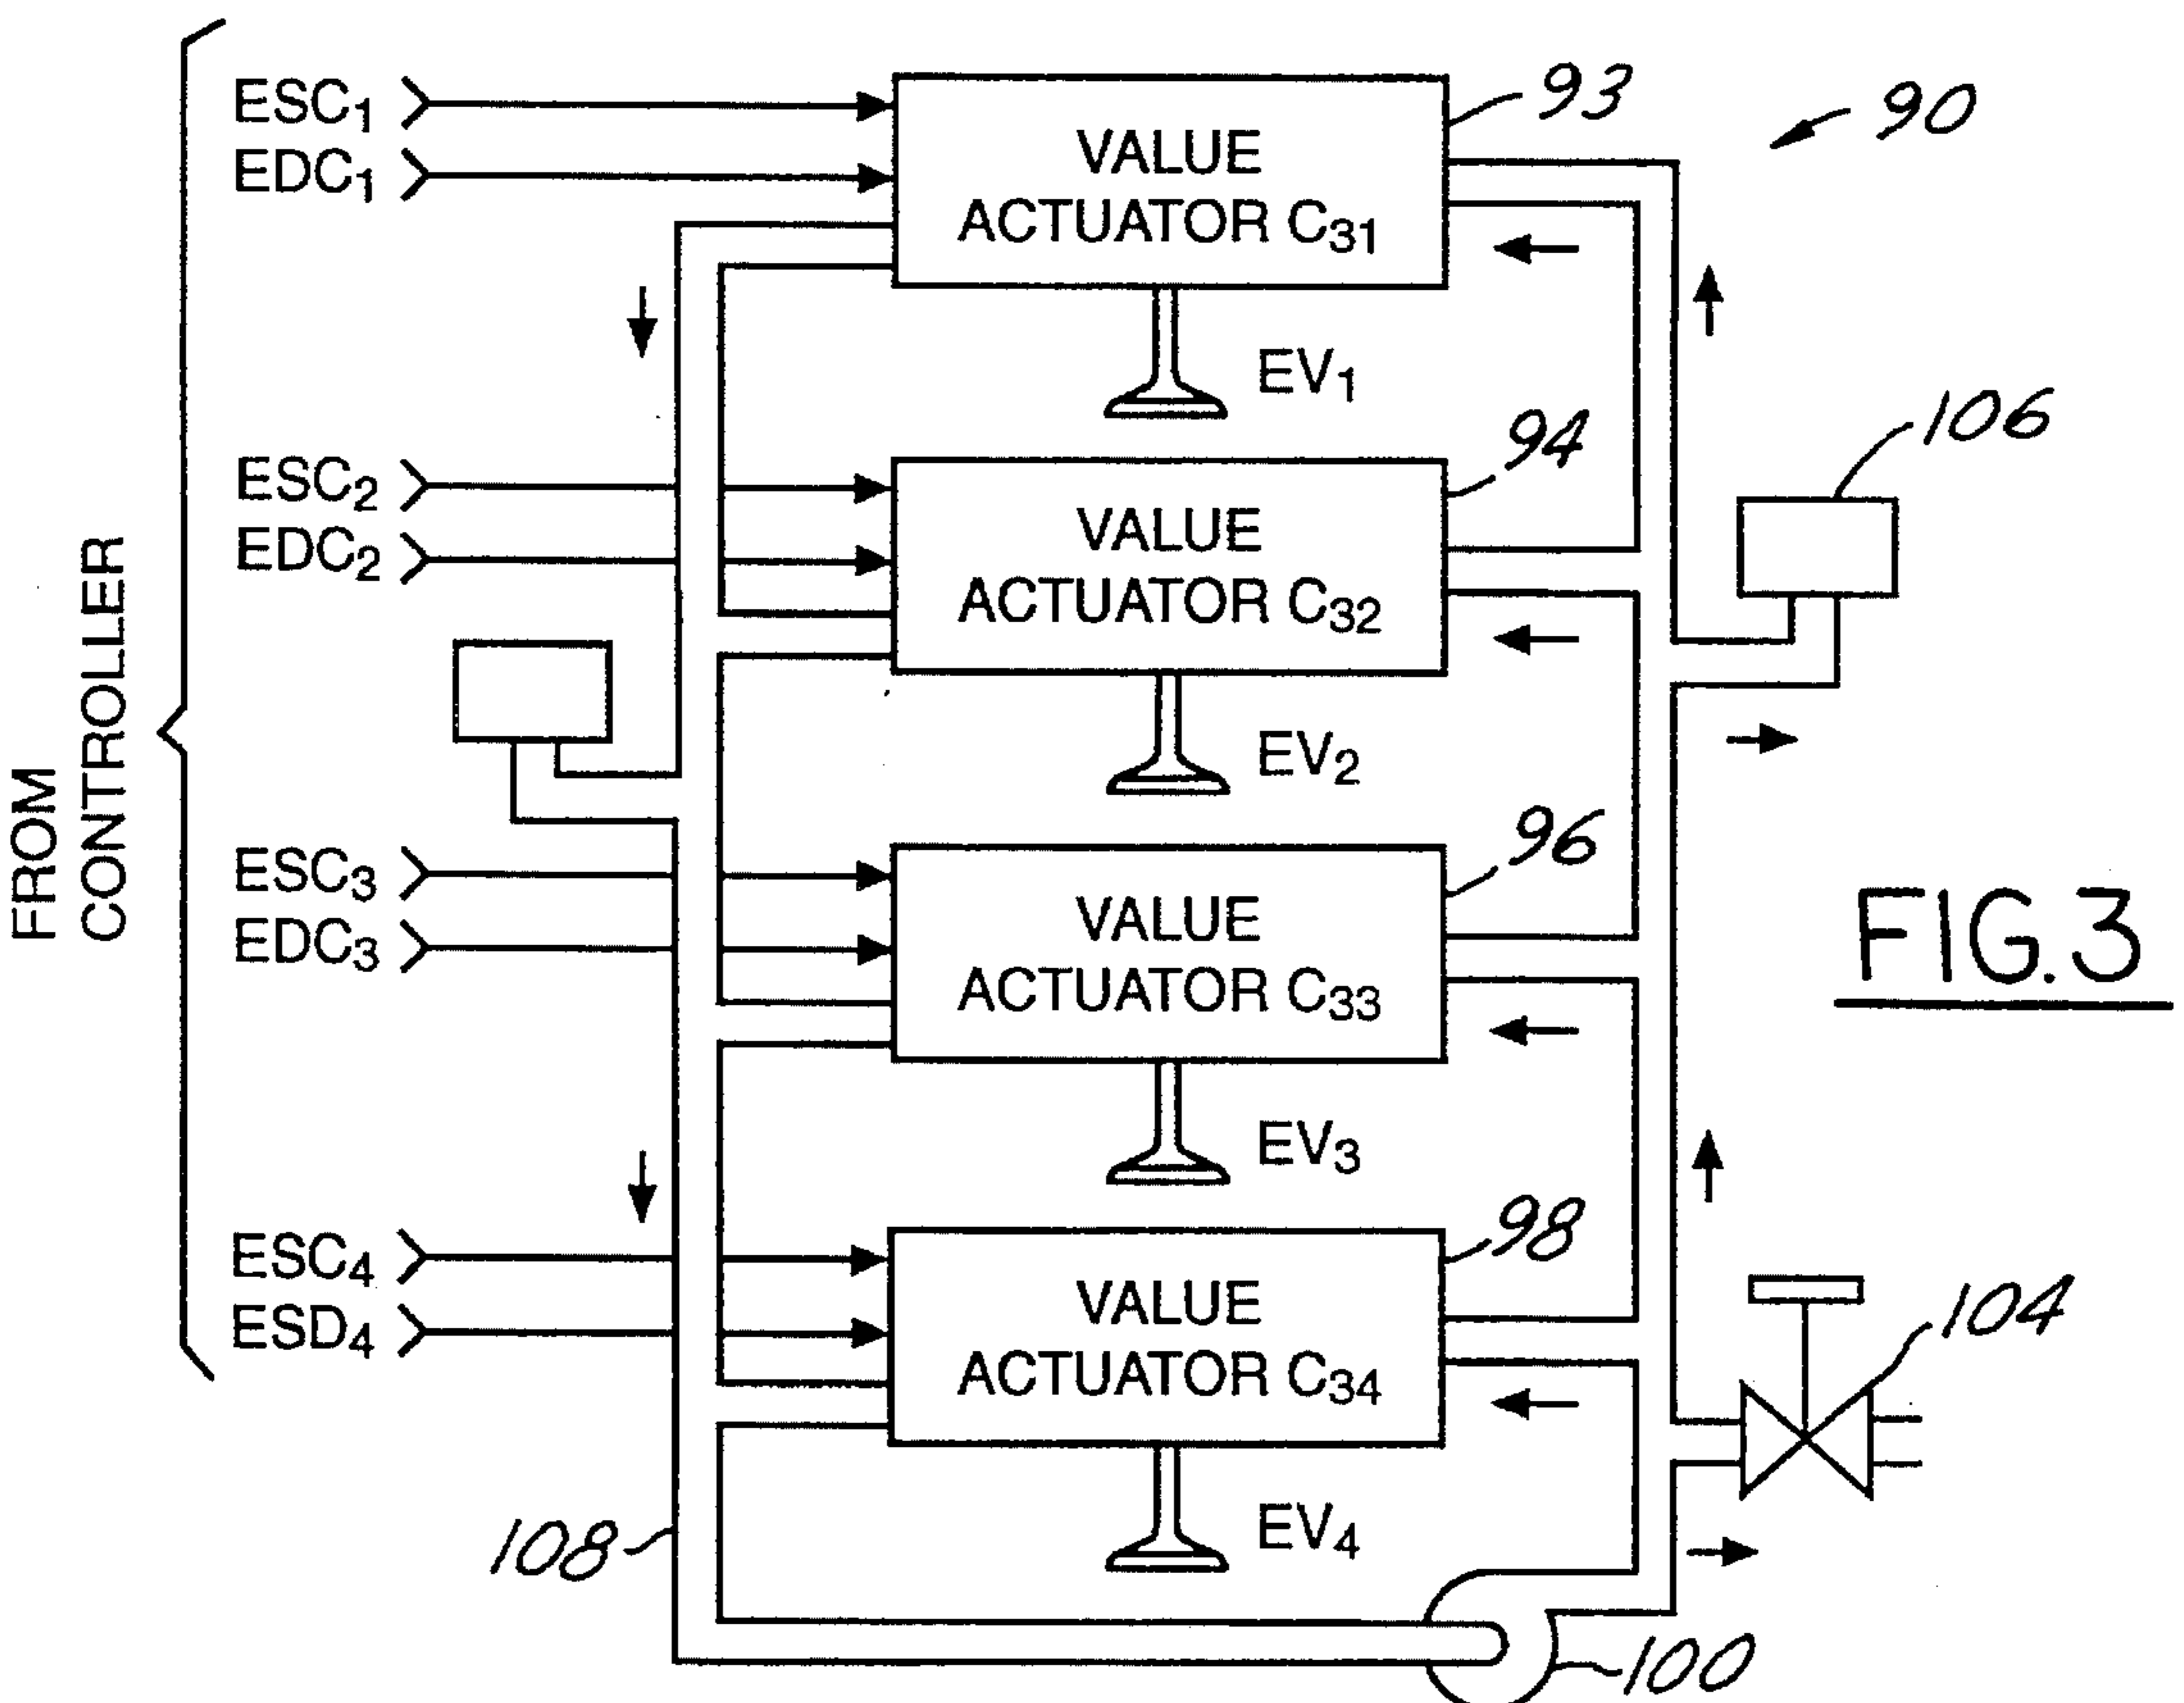 FROM
CONTROLLER
ESC1
EDC1
VALUE
ACTUATOR C31
93
90
EV1
ESC2
EDC2
VALUE
ACTUATOR C32
94
106
EV2
ESC3
EDC3
VALUE
ACTUATOR C33
96
FIG.3
EV3
ESC4
ESD4
VALUE
ACTUATOR C34
98
104
EV4
108
100